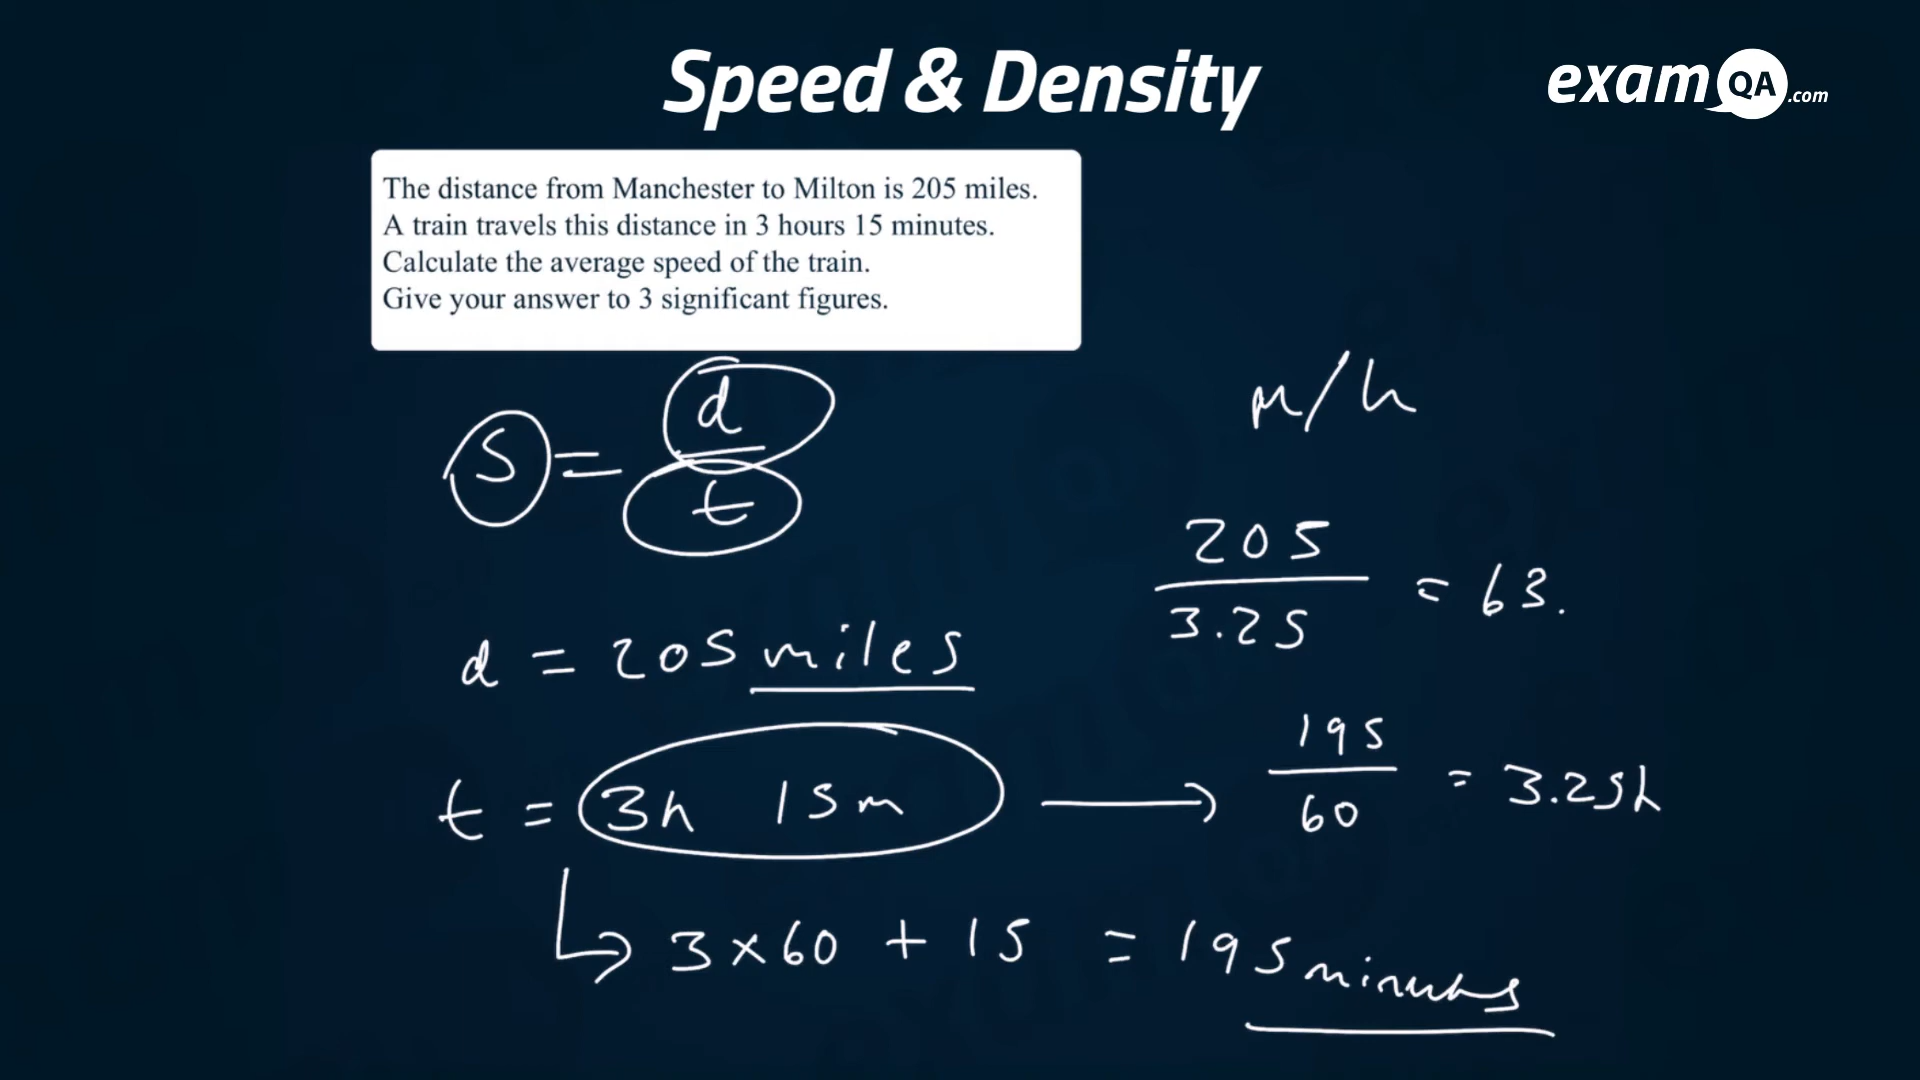 Speed & Density
examQA.com
The distance from Manchester to Milton is 205 miles.
A train travels this distance in 3 hours 15 minutes.
Calculate the average speed of the train.
Give your answer to 3 significant figures.
s = d/t
m/h
205/3.25 = 63.
d = 205 miles
t = 3h 15m → 195/60 = 3.25h
↳ 3 × 60 + 15 = 195 minutes